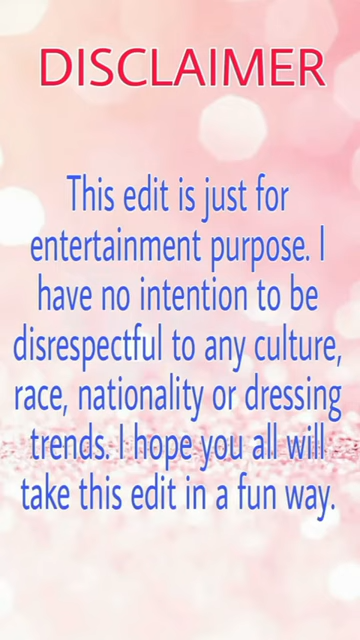 DISCLAIMER
This edit is just for
entertainment purpose. I
have no intention to be
disrespectful to any culture,
race, nationality or dressing
trends. I hope you all will
take this edit in a fun way.